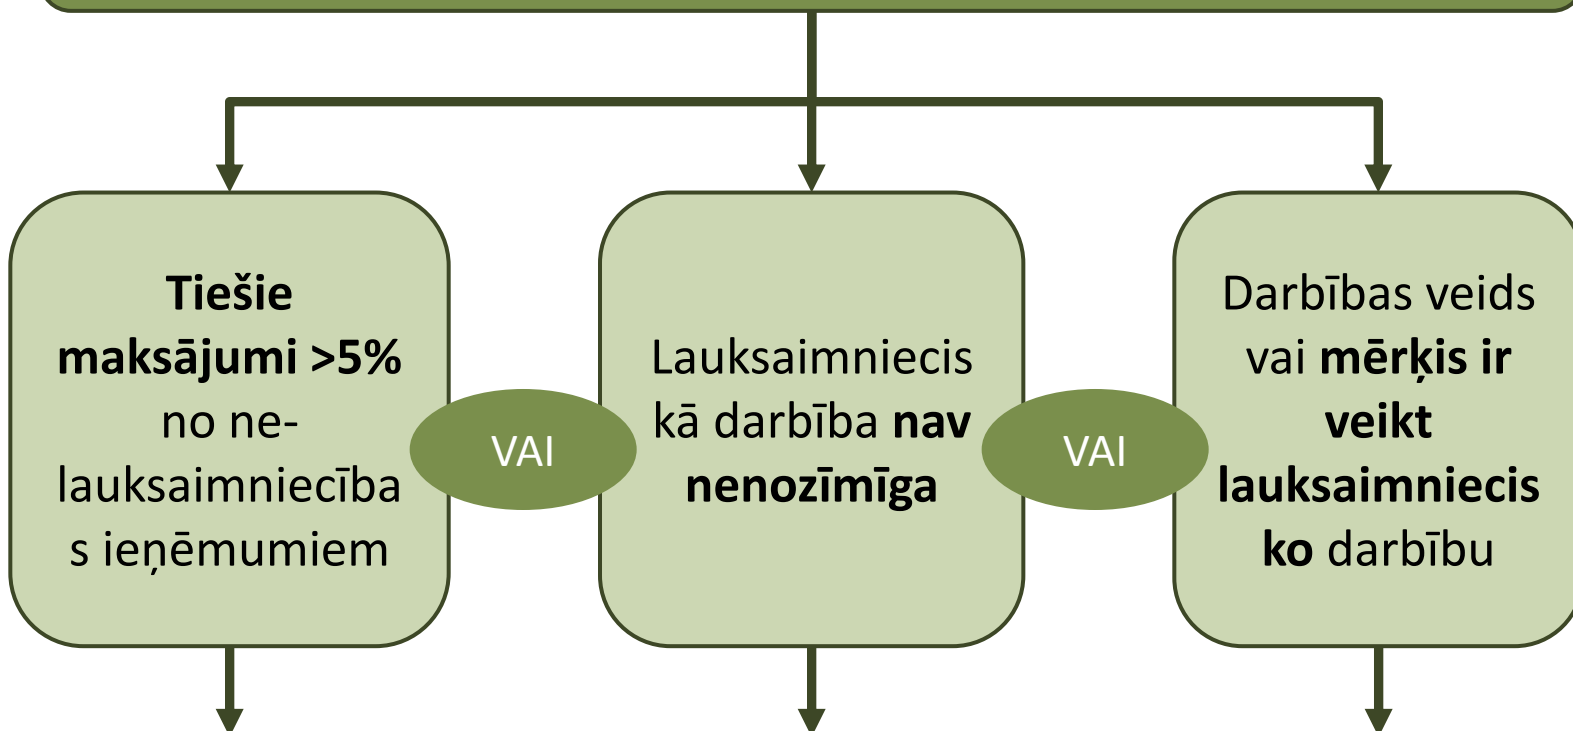 Tiešie
maksājumi >5%
no ne-
lauksaimniecība
s ieņēmumiem
VAI
Lauksaimniecis
kā darbība nav
nenozīmīga
VAI
Darbības veids
vai mērķis ir
veikt
lauksaimniecis
ko darbību